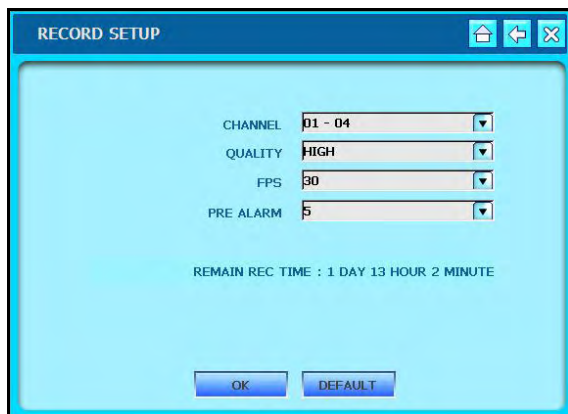 RECORD SETUP
CHANNEL 01 - 04
QUALITY HIGH
FPS 30
PRE ALARM 5
REMAIN REC TIME : 1 DAY 13 HOUR 2 MINUTE
OK DEFAULT